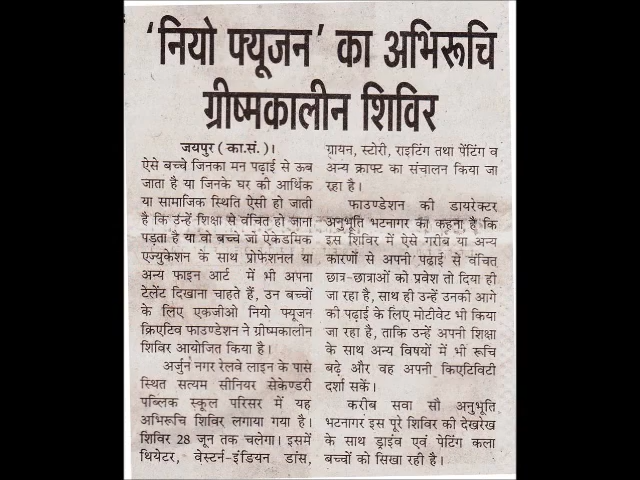 'नियो फ्यूजन' का अभिरूचि
ग्रीष्मकालीन शिविर
जयपुर ( का.सं. )।
ऐसे बच्चे जिनका मन पढ़ाई से ऊब
जाता है या जिनके घर की आर्थिक
या सामाजिक स्थिति ऐसी हो जाती
है कि उन्हें शिक्षा से वंचित हो जाना
पड़ता है या वो बच्चे जो ऐकेडमिक
एज्युकेशन के साथ प्रोफेशनल या
अन्य फाइन आर्ट में भी अपना
टेलेंट दिखाना चाहते हैं, उन बच्चों
के लिए एकजीओ नियो फ्यूजन
क्रिएटिव फाउण्डेशन ने ग्रीष्मकालीन
शिविर आयोजित किया है।
अर्जुन नगर रेलवे लाइन के पास
स्थित सत्यम सीनियर सेकेण्डरी
पब्लिक स्कूल परिसर में यह
अभिरूचि शिविर लगाया गया है।
शिविर 28 जून तक चलेगा। इसमें
थियेटर, वेस्टर्न-इंडियन डांस,
ग्रायन, स्टोरी, राइटिंग तथा पेंटिंग व
अन्य क्राफ्ट का संचालन किया जा
रहा है।
फाउण्डेशन की डायरेक्टर
अनुभूति भटनागर का कहना है कि
इस शिविर में ऐसे गरीब या अन्य
कारणों से अपनी पढ़ाई से वंचित
छात्र-छात्राओं को प्रवेश तो दिया ही
जा रहा है, साथ ही उन्हें उनको आगे
की पढ़ाई के लिए मोटीवेट भी किया
जा रहा है, ताकि उन्हें अपनी शिक्षा
के साथ अन्य विषयों में भी रूचि
बढ़े और वह अपनी किएटिविटी
दर्शा सकें।
करीब सवा सौ अनुभूति
भटनागर इस पूरे शिविर की देखरेख
के साथ ड्राईंग एवं पेटिंग कला
बच्चों को सिखा रही है।